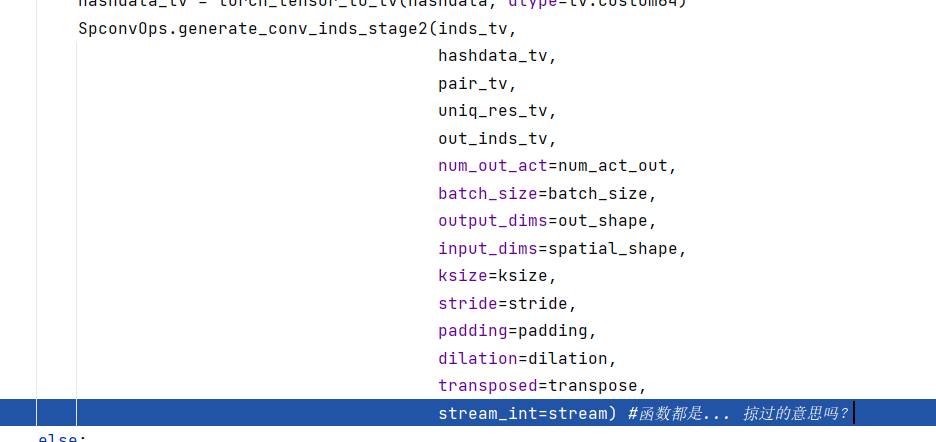 hashdata_tv = torch_tensor_to_tv(hashdata, dtype=tv.custom64)
SpconvOps.generate_conv_inds_stage2(inds_tv,
hashdata_tv,
pair_tv,
uniq_res_tv,
out_inds_tv,
num_out_act=num_act_out,
batch_size=batch_size,
output_dims=out_shape,
input_dims=spatial_shape,
ksize=ksize,
stride=stride,
padding=padding,
dilation=dilation,
transposed=transpose,
stream_int=stream) #函数都是... 掠过的意思吗?
else: